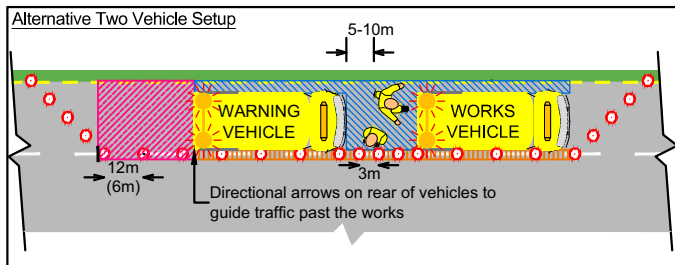 Alternative Two Vehicle Setup
5-10m
WARNING
VEHICLE
WORKS
VEHICLE
12m
(6m)
3m
Directional arrows on rear of vehicles to
guide traffic past the works